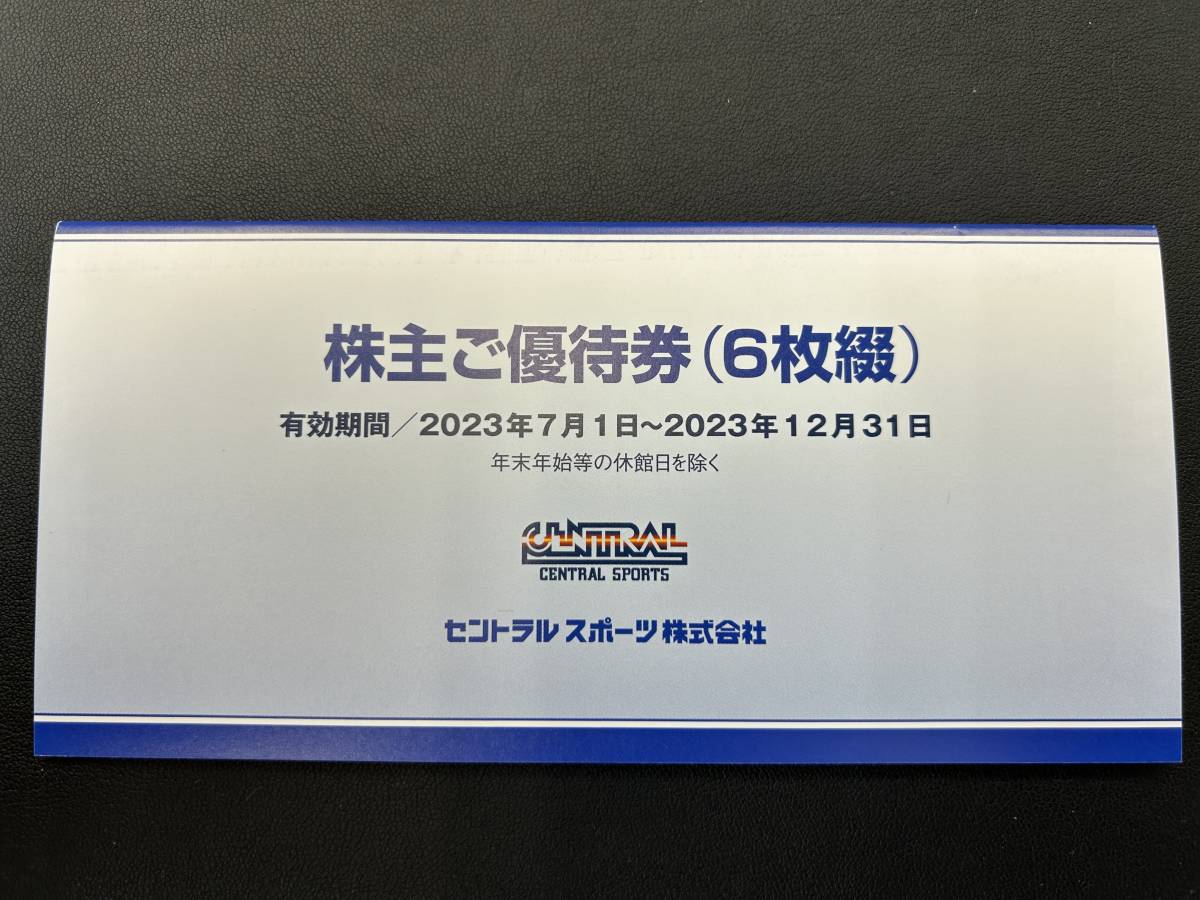 株主ご優待券（6枚綴）
有効期間／2023年7月1日～2023年12月31日
年末年始等の休館日を除く
CENTRAL
CENTRAL SPORTS
セントラルスポーツ株式会社